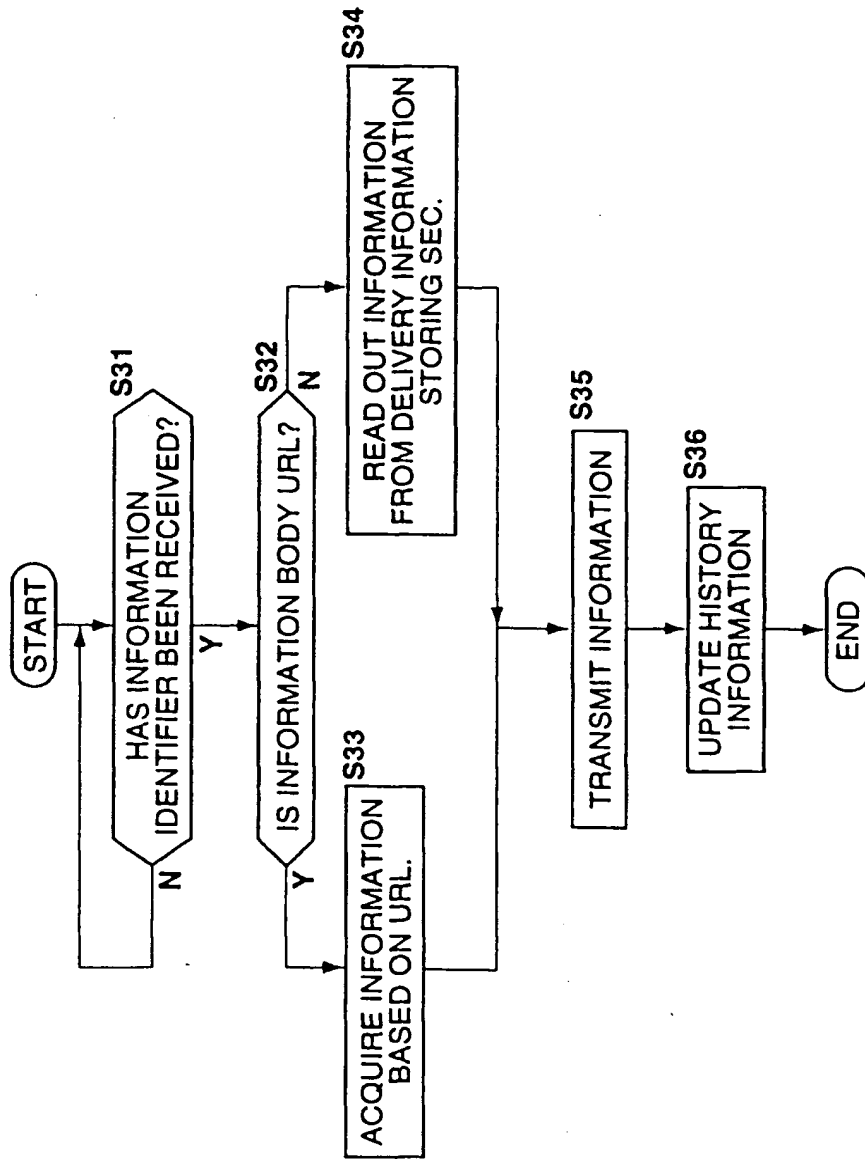 START
S31
HAS INFORMATION
IDENTIFIER BEEN RECEIVED?
N
Y
S32
IS INFORMATION BODY URL?
Y
N
S33
ACQUIRE INFORMATION
BASED ON URL.
S34
READ OUT INFORMATION
FROM DELIVERY INFORMATION
STORING SEC.
S35
TRANSMIT INFORMATION
S36
UPDATE HISTORY
INFORMATION
END